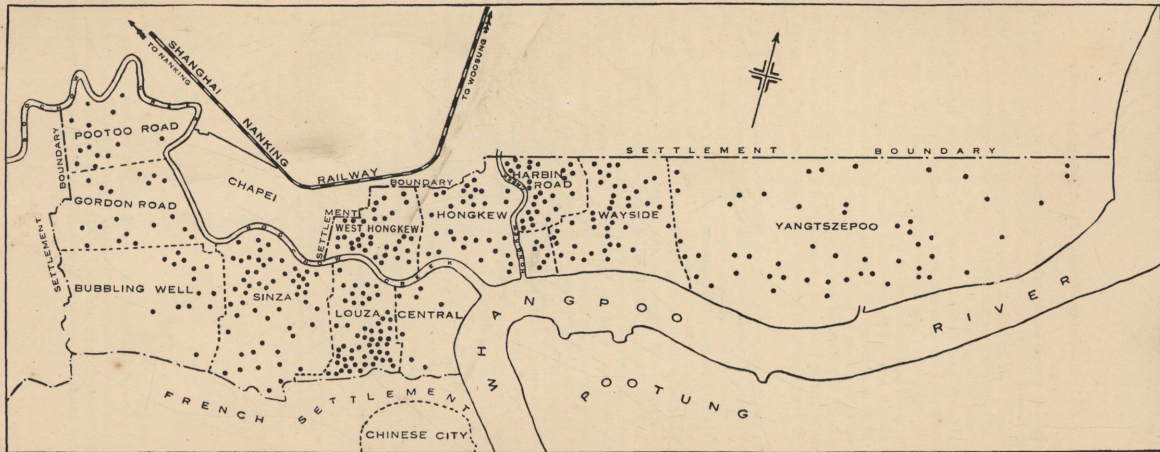 TO NANKING
SHANGHAI
NANKING
RAILWAY
TO WOOSUNG
SETTLEMENT
BOUNDARY
POOTOO ROAD
BOUNDARY
GORDON ROAD
SETTLEMENT
CHAPEI
BOUNDARY
SETTLEMENT
WEST HONGKEW
HONGKEW
HARBIN
ROAD
WAYSIDE
YANGTSZEPOO
BUBBLING WELL
SINZA
LOUZA
CENTRAL
CREEK
WHANGPOO
RIVER
POOTUNG
FRENCH SETTLEMENT
CHINESE CITY